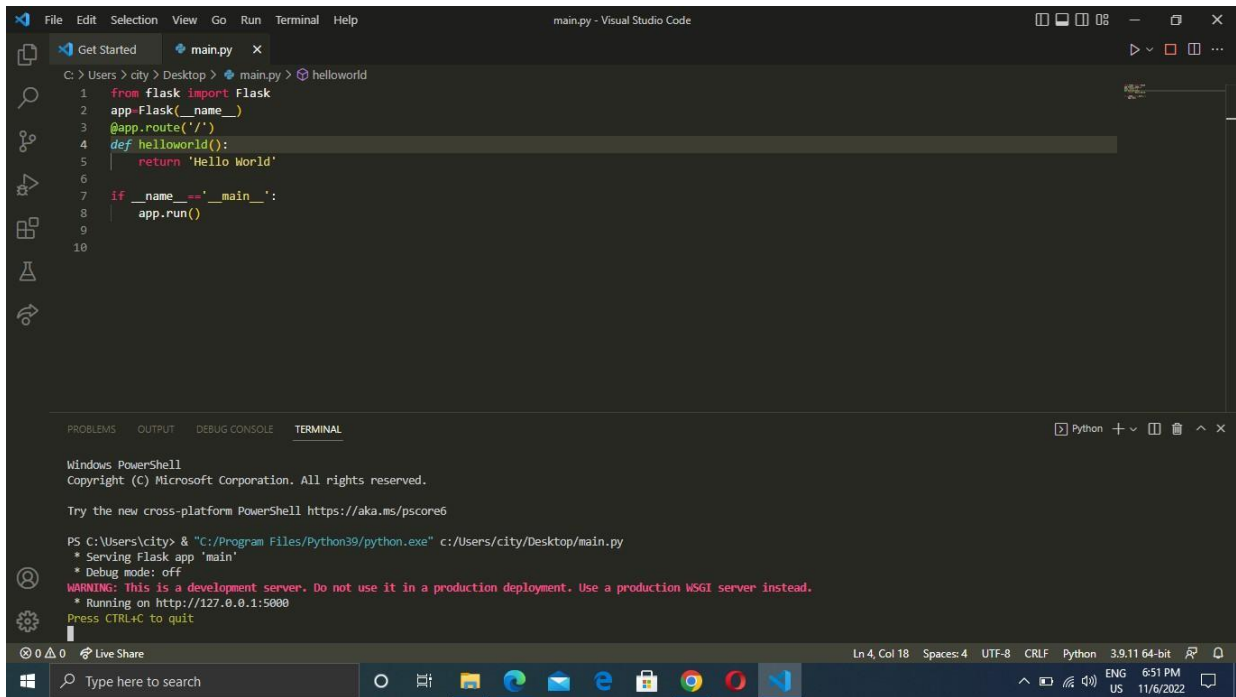 File Edit Selection View Go Run Terminal Help main.py - Visual Studio Code
Get Started main.py
C: > Users > city > Desktop > main.py > helloworld
1 from flask import Flask
2 app=Flask(__name__)
3 @app.route('/')
4 def helloworld():
5     return 'Hello World'
6
7 if __name__=='__main__':
8     app.run()
9
10
PROBLEMS OUTPUT DEBUG CONSOLE TERMINAL Python
Windows PowerShell
Copyright (C) Microsoft Corporation. All rights reserved.
Try the new cross-platform PowerShell https://aka.ms/pscore6
PS C:\Users\city> & "C:/Program Files/Python39/python.exe" c:/Users/city/Desktop/main.py
 * Serving Flask app 'main'
 * Debug mode: off
WARNING: This is a development server. Do not use it in a production deployment. Use a production WSGI server instead.
 * Running on http://127.0.0.1:5000
Press CTRL+C to quit
0 0 Live Share Ln 4, Col 18 Spaces: 4 UTF-8 CRLF Python 3.9.11 64-bit
Type here to search ENG 6:51 PM
US 11/6/2022